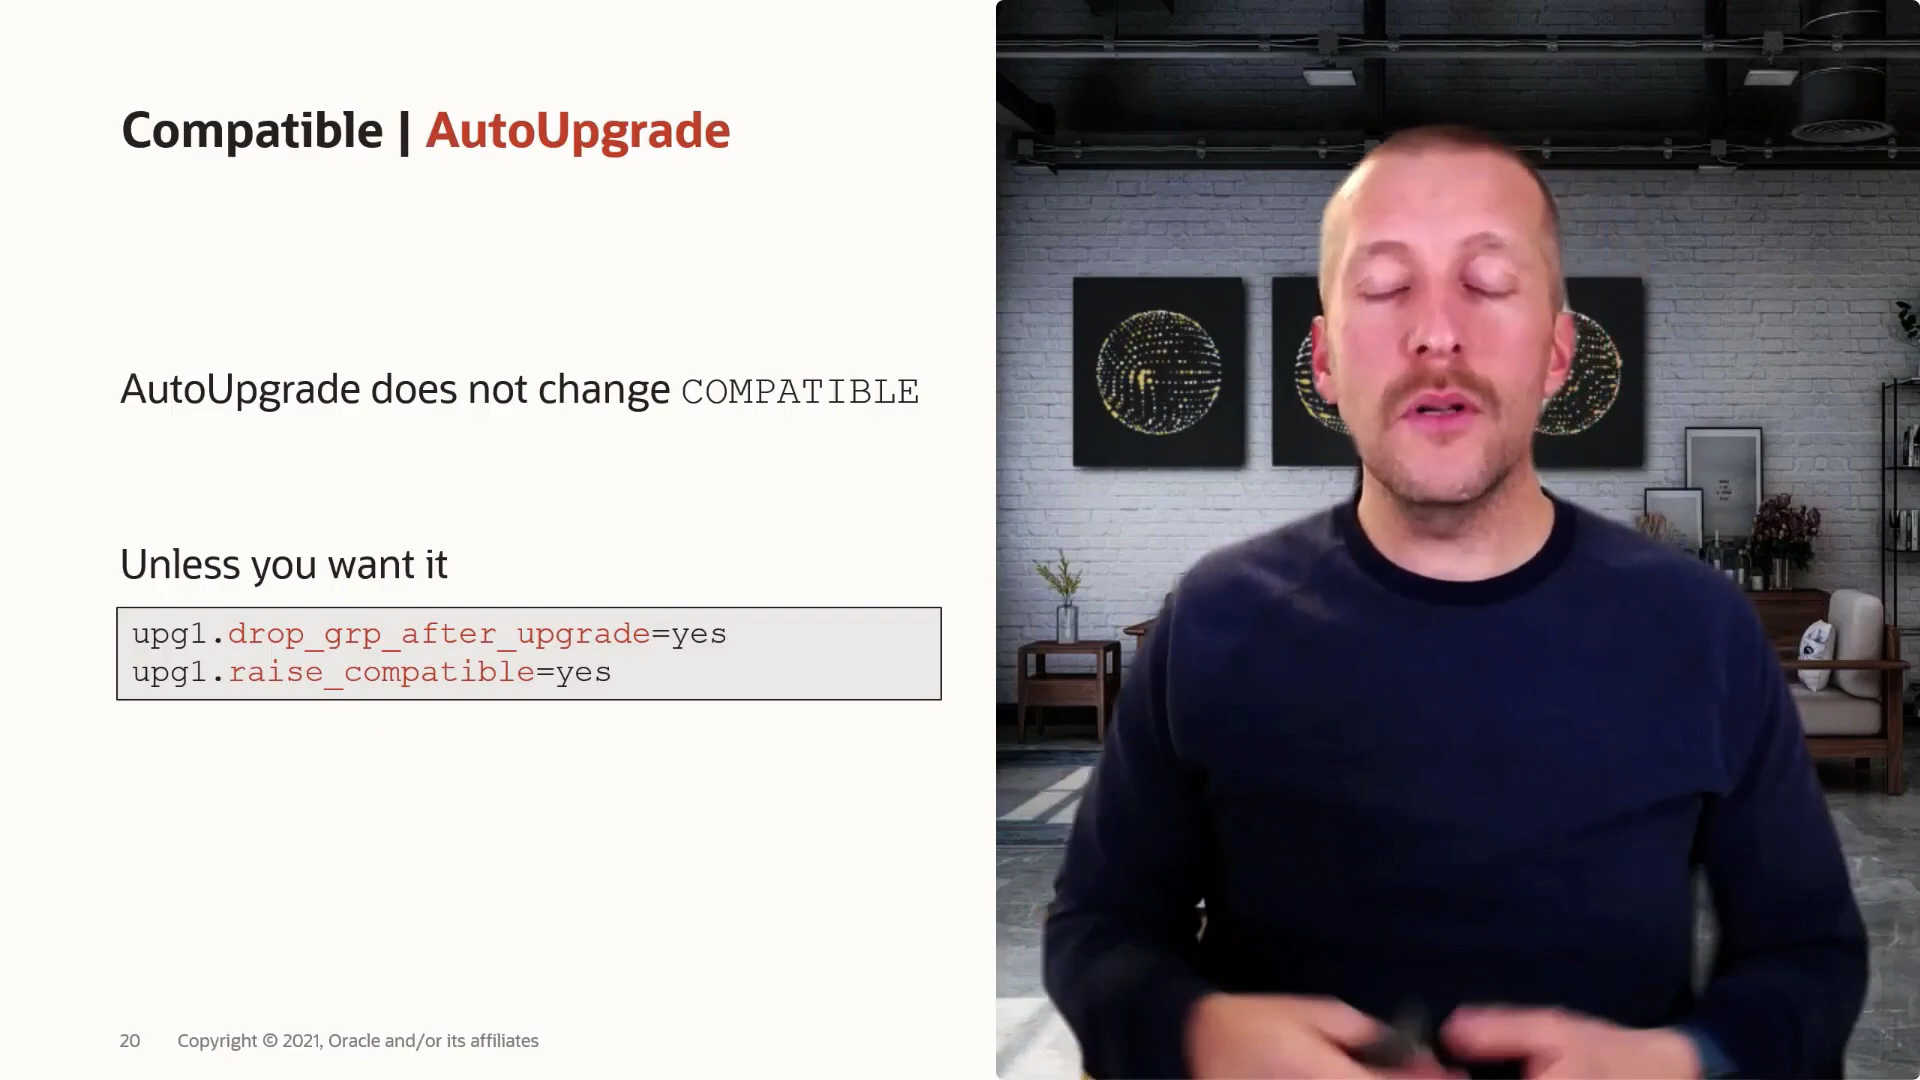 Compatible | AutoUpgrade
AutoUpgrade does not change COMPATIBLE
Unless you want it
upg1.drop_grp_after_upgrade=yes
upg1.raise_compatible=yes
20 Copyright © 2021, Oracle and/or its affiliates